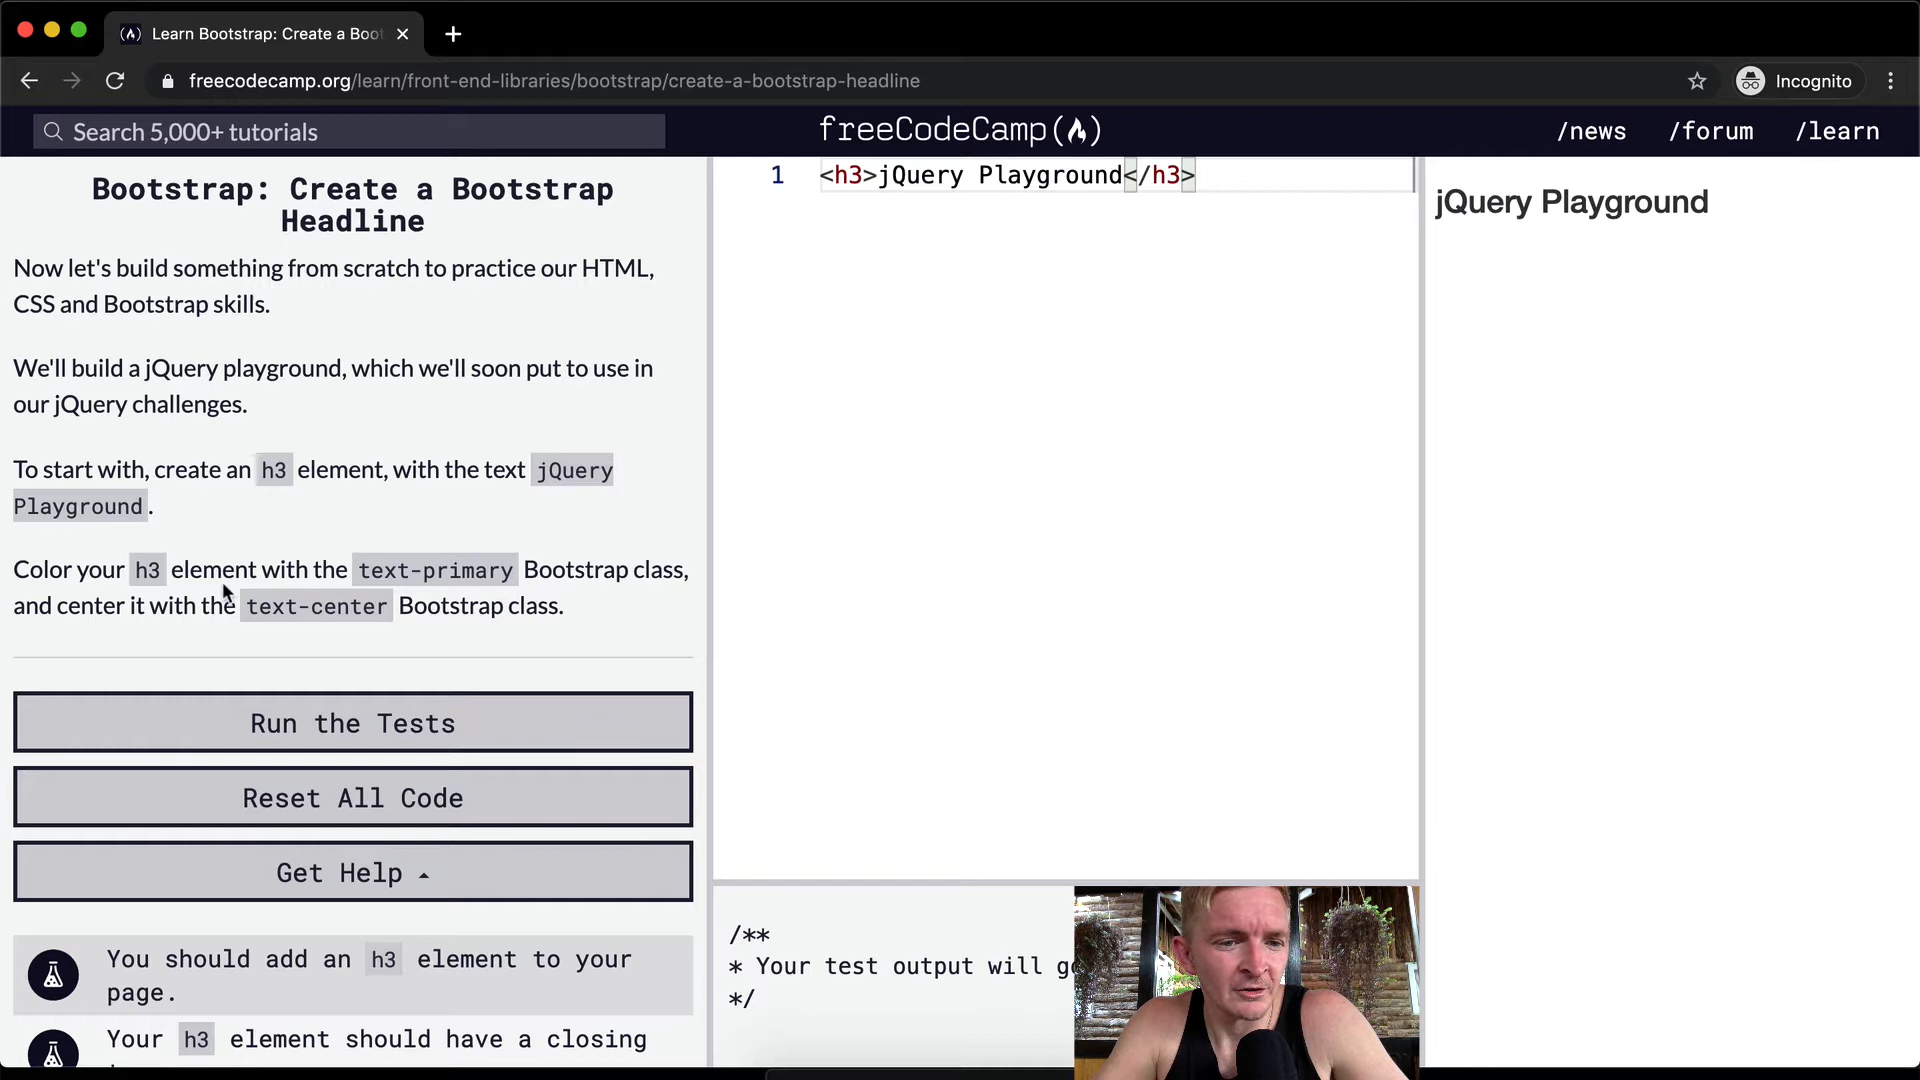 Learn Bootstrap: Create a Boot
freecodecamp.org/learn/front-end-libraries/bootstrap/create-a-bootstrap-headline
Incognito
Search 5,000+ tutorials
freeCodeCamp
/news /forum /learn
Bootstrap: Create a Bootstrap
Headline
Now let's build something from scratch to practice our HTML,
CSS and Bootstrap skills.
We'll build a jQuery playground, which we'll soon put to use in
our jQuery challenges.
To start with, create an h3 element, with the text jQuery
Playground.
Color your h3 element with the text-primary Bootstrap class,
and center it with the text-center Bootstrap class.
Run the Tests
Reset All Code
Get Help
You should add an h3 element to your
page.
Your h3 element should have a closing
1 <h3>jQuery Playground</h3>
/**
* Your test output will
*/
jQuery Playground